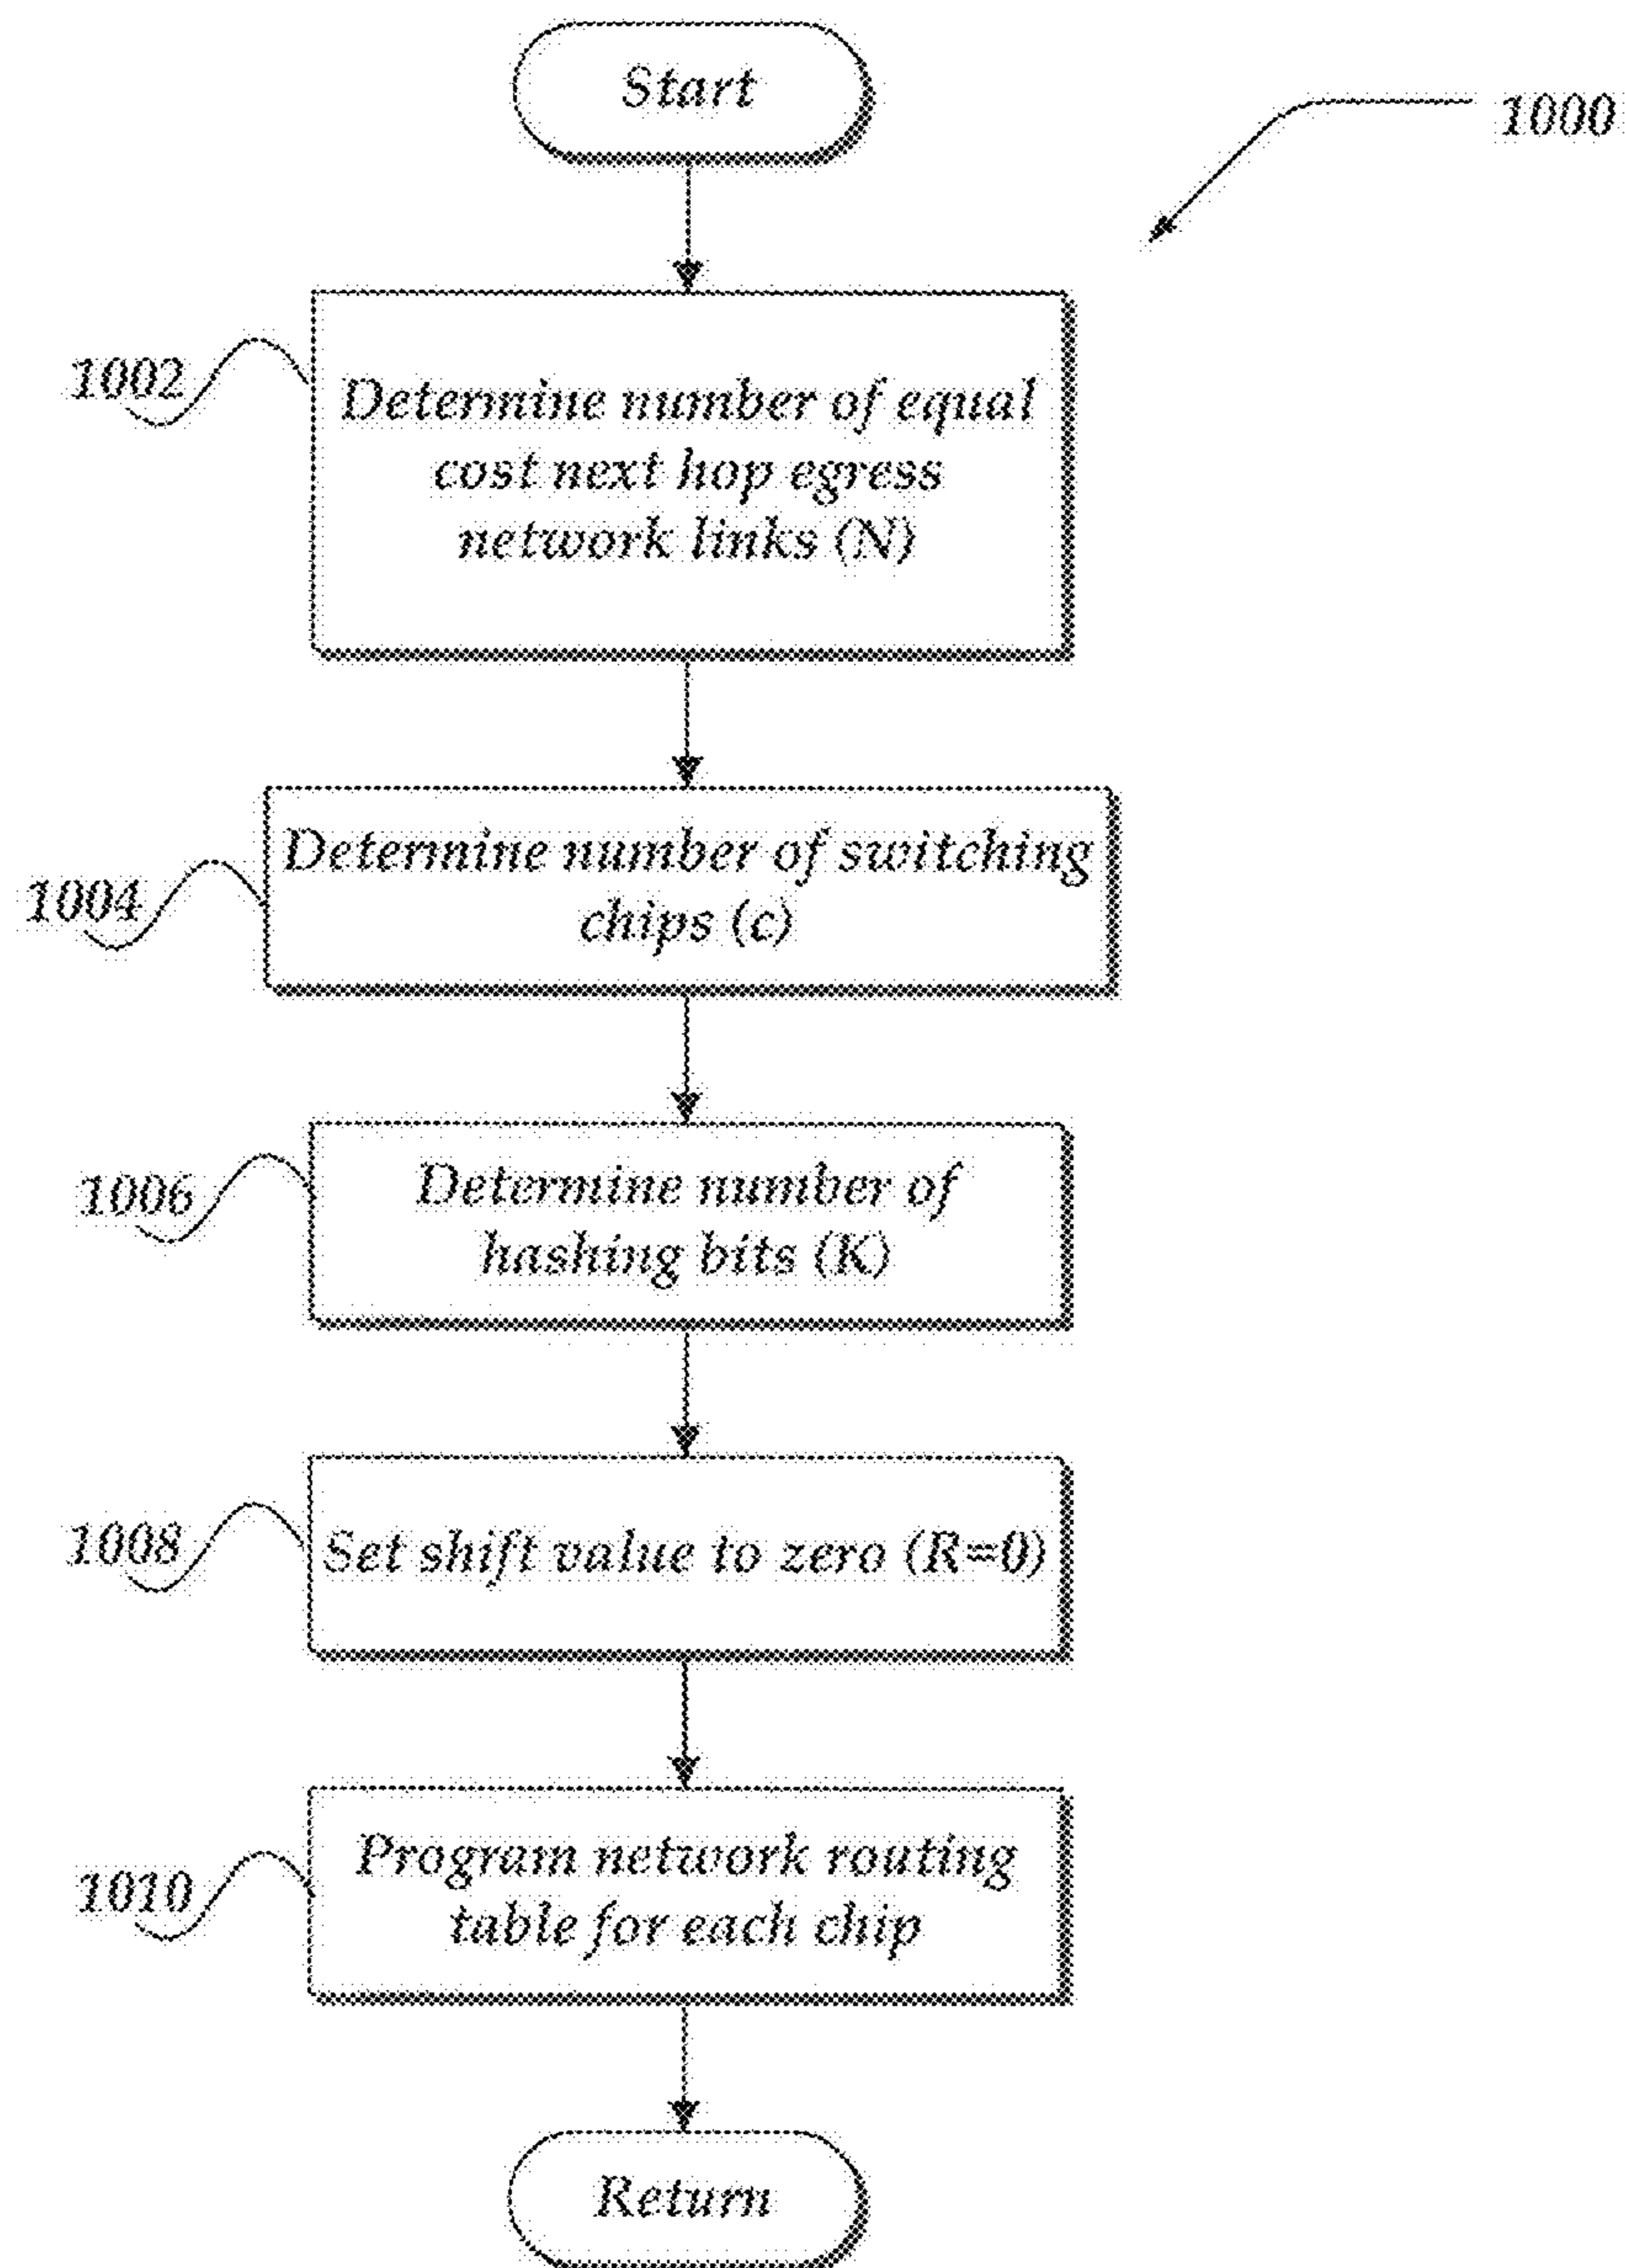 Start
1000
1002
Determine number of equal
cost next hop egress
network links (N)
Determine number of switching
chips (c)
1004
Determine number of
hashing bits (K)
1006
1008
Set shift value to zero (R=0)
Program network routing
table for each chip
1010
Return